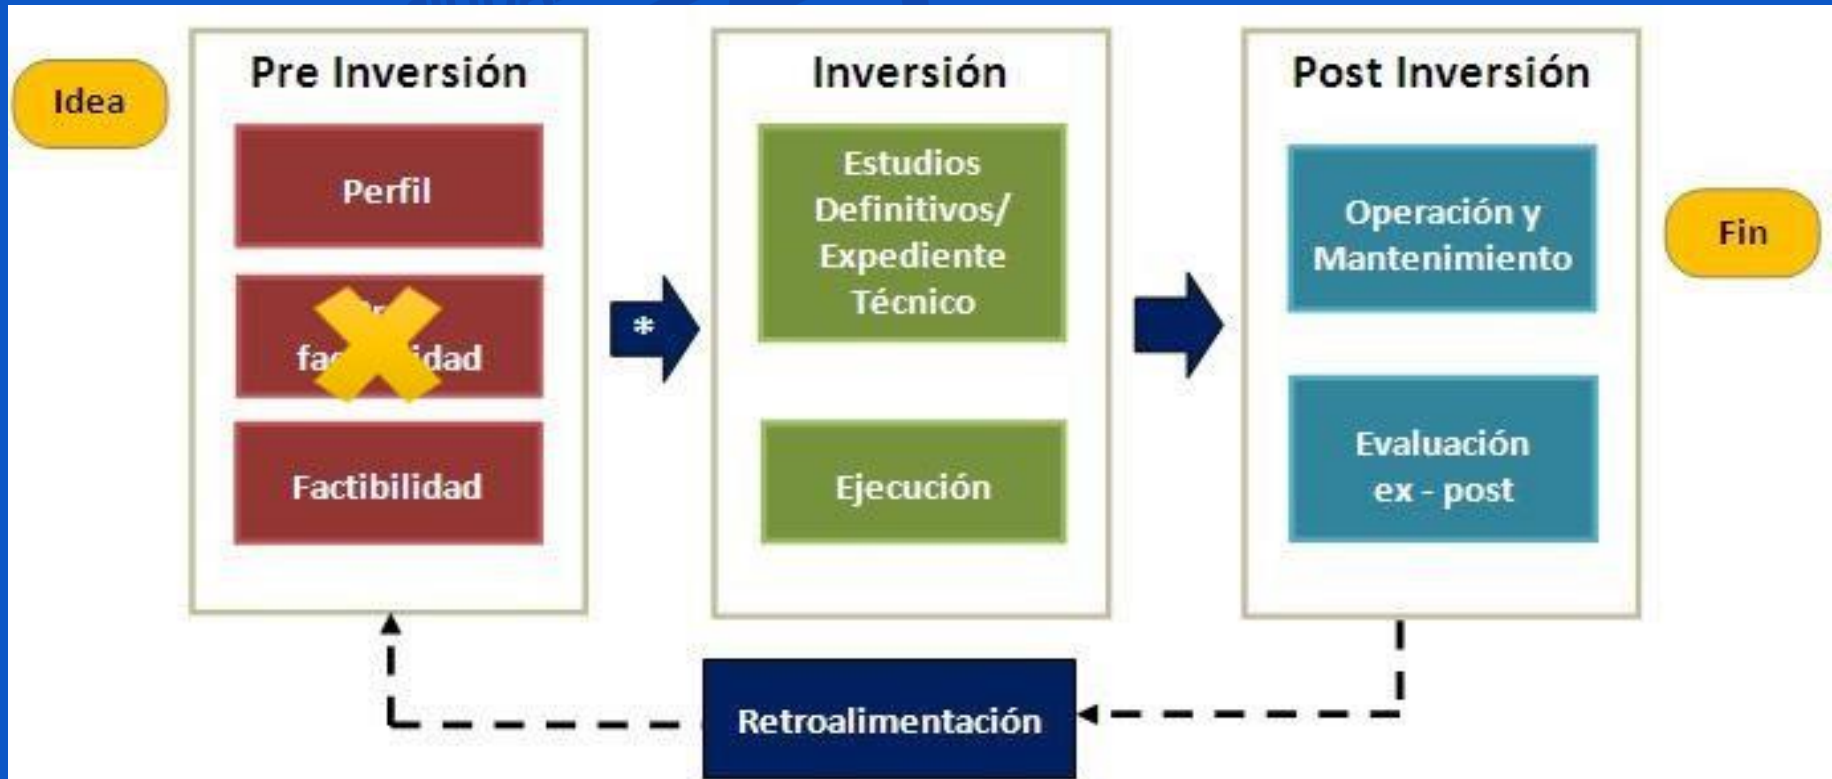 Idea
Pre Inversión
Perfil
Factibilidad
*
Inversión
Estudios
Definitivos/
Expediente
Técnico
Ejecución
Post Inversión
Operación y
Mantenimiento
Evaluación
ex - post
Fin
Retroalimentación